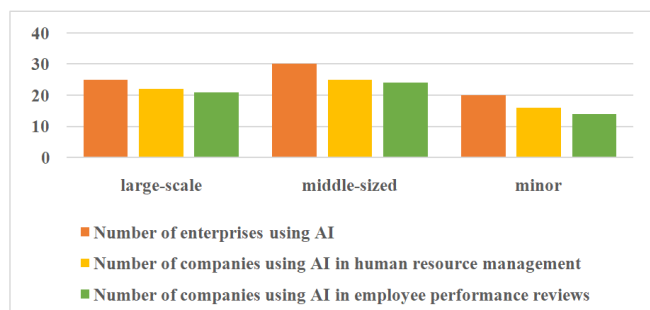 40
30
20
10
0
large-scale middle-sized minor
Number of enterprises using AI
Number of companies using AI in human resource management
Number of companies using AI in employee performance reviews